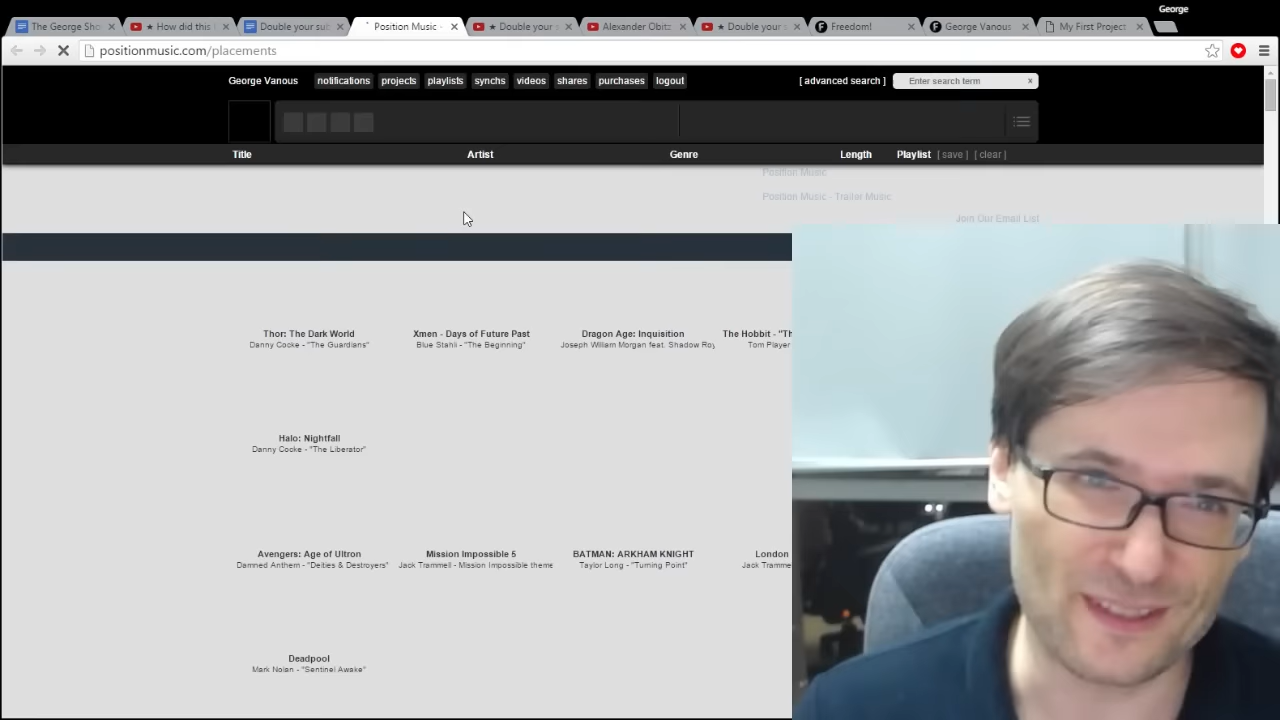 George
The George Sho
★ How did this
Double your sub
Position Music -
★ Double your
Alexander Obitz
★ Double your
Freedom!
George Vanous
My First Project
positionmusic.com/placements
George Vanous notifications projects playlists synchs videos shares purchases logout [ advanced search ] Enter search term
Title Artist Genre Length Playlist [ save ] [ clear ]
Position Music
Position Music - Trailer Music
Join Our Email List
Thor: The Dark World Xmen - Days of Future Past Dragon Age: Inquisition The Hobbit - "Th
Danny Cocke - "The Guardians" Blue Stahli - "The Beginning" Joseph William Morgan feat. Shadow Roy Tom Player
Halo: Nightfall
Danny Cocke - "The Liberator"
Avengers: Age of Ultron Mission Impossible 5 BATMAN: ARKHAM KNIGHT London
Damned Anthem - "Deities & Destroyers" Jack Trammell - Mission Impossible theme Taylor Long - "Turning Point" Jack Tramme
Deadpool
Mark Nolan - "Sentinel Awake"